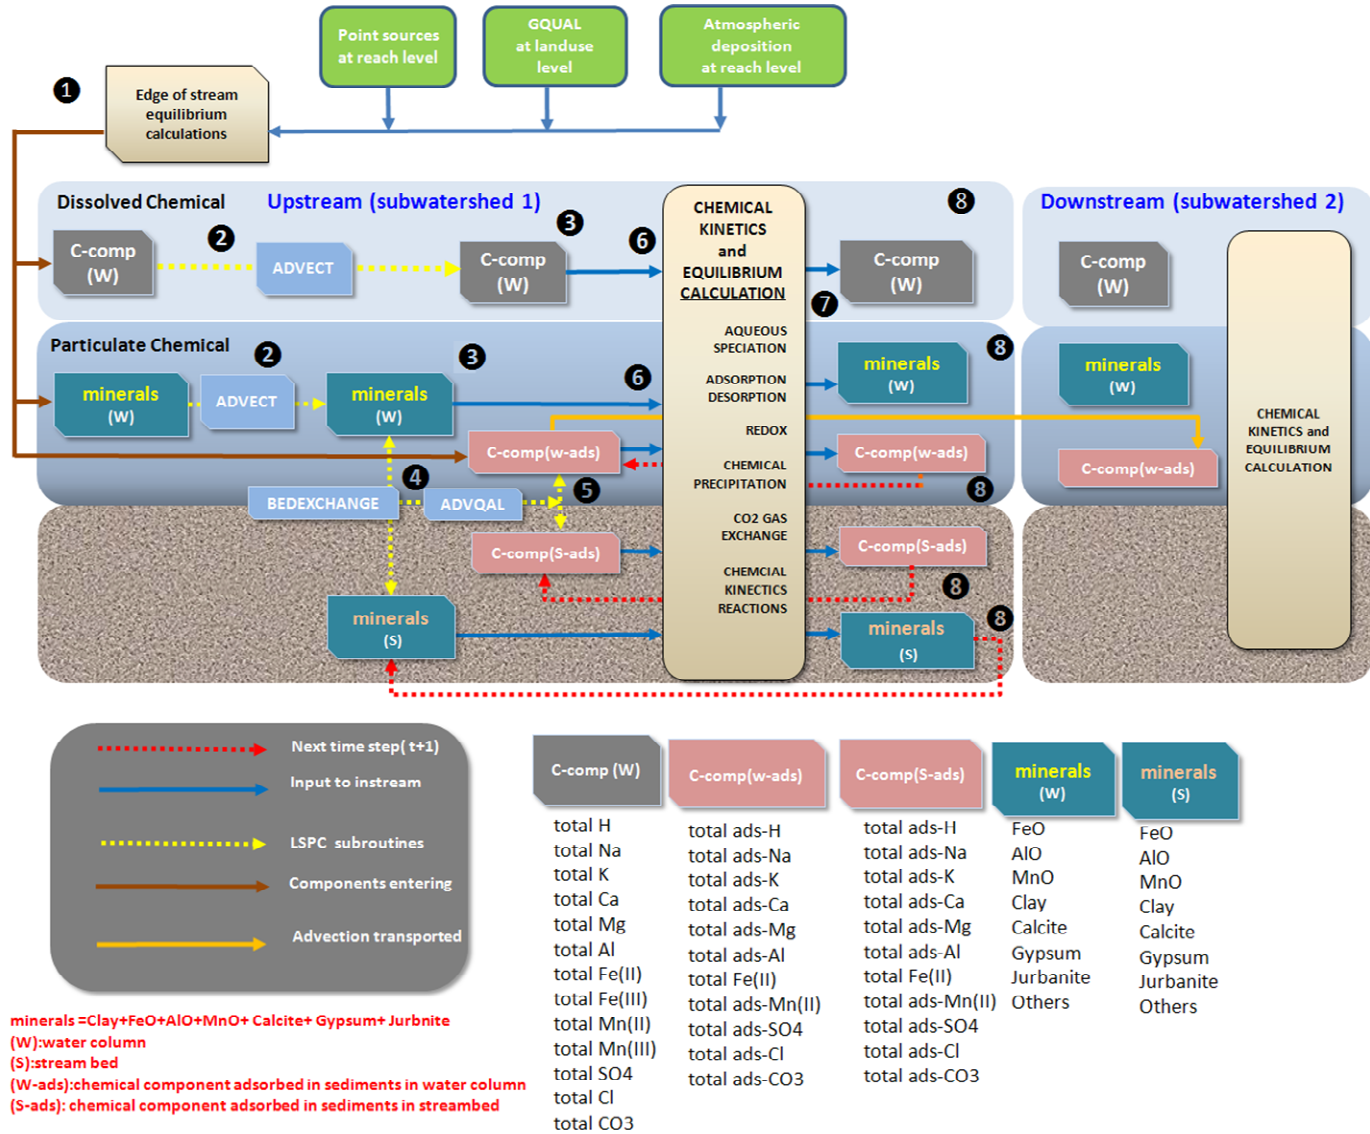 Point sources
at reach level
GQUAL
at landuse
level
Atmospheric
deposition
at reach level
1
Edge of stream
equilibrium
calculations
Dissolved Chemical
Upstream (subwatershed 1)
8
Downstream (subwatershed 2)
C-comp
(W)
2
ADVECT
3
C-comp
(W)
6
CHEMICAL
KINETICS
and
EQUILIBRIUM
CALCULATION
AQUEOUS
SPECIATION
ADSORPTION
DESORPTION
REDOX
CHEMICAL
PRECIPITATION
CO2 GAS
EXCHANGE
CHEMCIAL
KINECTICS
REACTIONS
C-comp
(W)
7
C-comp
(W)
Particulate Chemical
2
3
6
8
minerals
(W)
ADVECT
minerals
(W)
minerals
(W)
minerals
(W)
CHEMICAL
KINETICS and
EQUILIBRIUM
CALCULATION
C-comp(w-ads)
C-comp(w-ads)
C-comp(w-ads)
4
5
8
BEDEXCHANGE
ADVQAL
C-comp(S-ads)
C-comp(S-ads)
8
minerals
(S)
minerals
(S)
8
Next time step( t+1)
Input to instream
LSPC subroutines
Components entering
Advection transported
minerals =Clay+FeO+AlO+MnO+ Calcite+ Gypsum+ Jurbnite
(W):water column
(S):stream bed
(W-ads):chemical component adsorbed in sediments in water column
(S-ads): chemical component adsorbed in sediments in streambed
C-comp (W)
total H
total Na
total K
total Ca
total Mg
total Al
total Fe(II)
total Fe(III)
total Mn(II)
total Mn(III)
total SO4
total Cl
total CO3
C-comp(w-ads)
total ads-H
total ads-Na
total ads-K
total ads-Ca
total ads-Mg
total ads-Al
total Fe(II)
total ads-Mn(II)
total ads-SO4
total ads-Cl
total ads-CO3
C-comp(S-ads)
total ads-H
total ads-Na
total ads-K
total ads-Ca
total ads-Mg
total ads-Al
total Fe(II)
total ads-Mn(II)
total ads-SO4
total ads-Cl
total ads-CO3
minerals
(W)
FeO
AlO
MnO
Clay
Calcite
Gypsum
Jurbanite
Others
minerals
(S)
FeO
AlO
MnO
Clay
Calcite
Gypsum
Jurbanite
Others